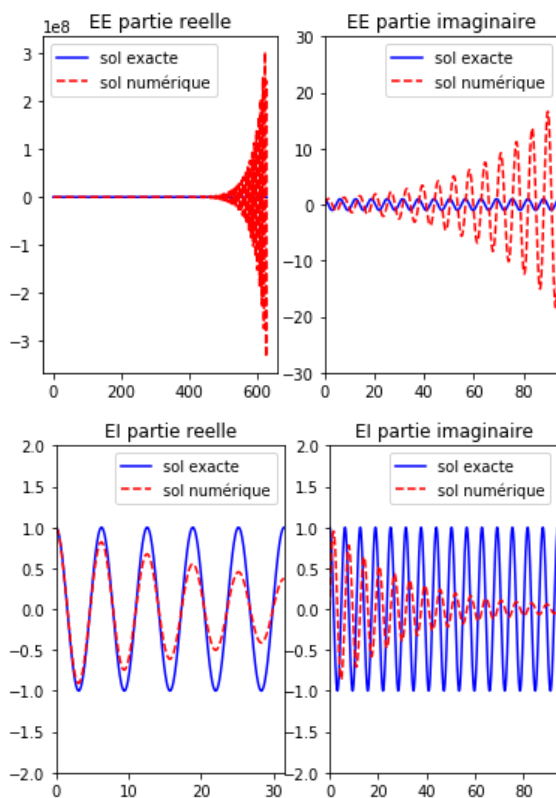 EE partie reelle
1e8
sol exacte
sol numérique
3
2
1
0
-1
-2
-3
0 200 400 600
EE partie imaginaire
sol exacte
sol numérique
30
20
10
0
-10
-20
-30
0 20 40 60 80
EI partie reelle
sol exacte
sol numérique
2.0
1.5
1.0
0.5
0.0
-0.5
-1.0
-1.5
-2.0
0 10 20 30
EI partie imaginaire
sol exacte
sol numérique
2.0
1.5
1.0
0.5
0.0
-0.5
-1.0
-1.5
-2.0
0 20 40 60 80